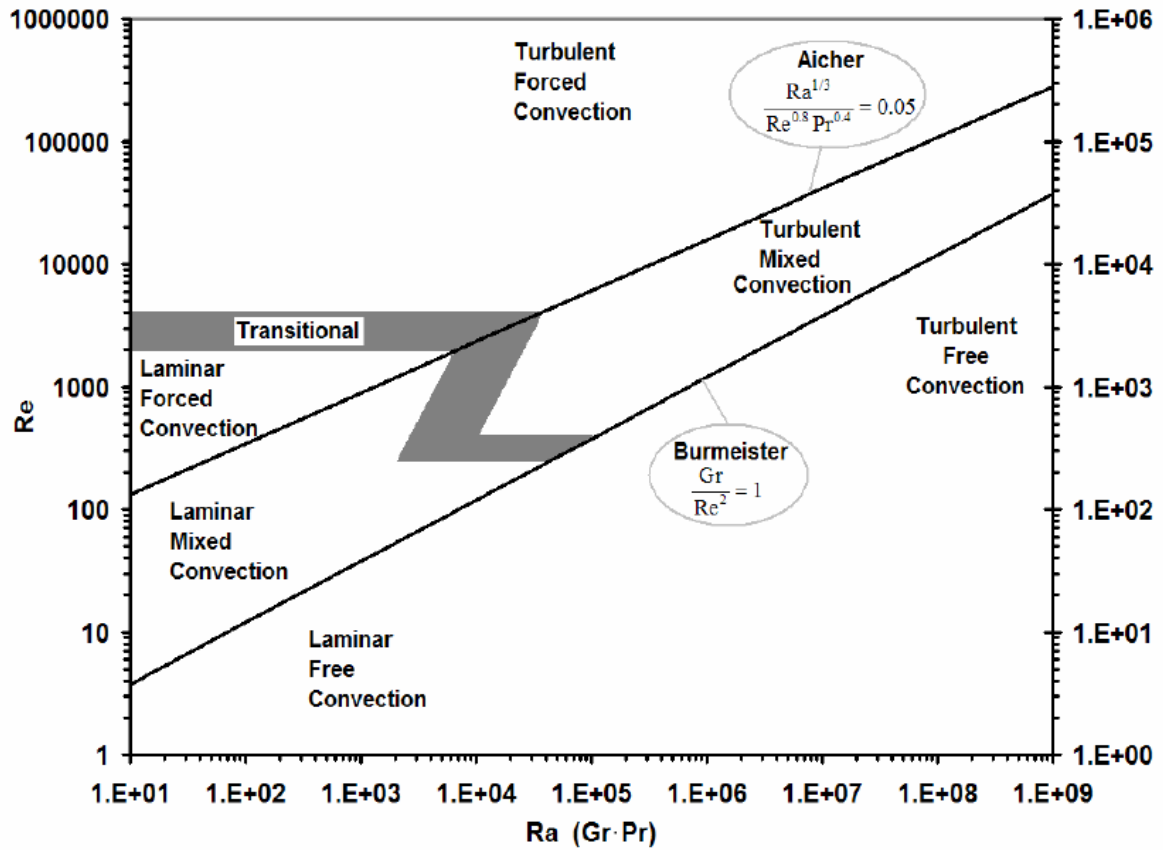 1000000
100000
10000
1000
100
10
1
Re
1.E+06
1.E+05
1.E+04
1.E+03
1.E+02
1.E+01
1.E+00
Turbulent
Forced
Convection
Aicher
Ra^1/3
Re^0.8 Pr^0.4
= 0.05
Turbulent
Mixed
Convection
Transitional
Laminar
Forced
Convection
Turbulent
Free
Convection
Burmeister
Gr
Re^2
= 1
Laminar
Mixed
Convection
Laminar
Free
Convection
1.E+01 1.E+02 1.E+03 1.E+04 1.E+05 1.E+06 1.E+07 1.E+08 1.E+09
Ra (Gr·Pr)